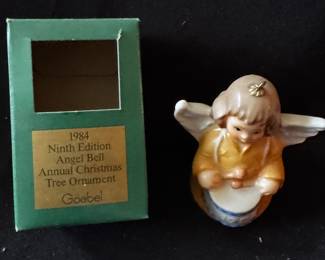 1984
Ninth Edition
Angel Bell
Annual Christmas
Tree Ornament
Goebel